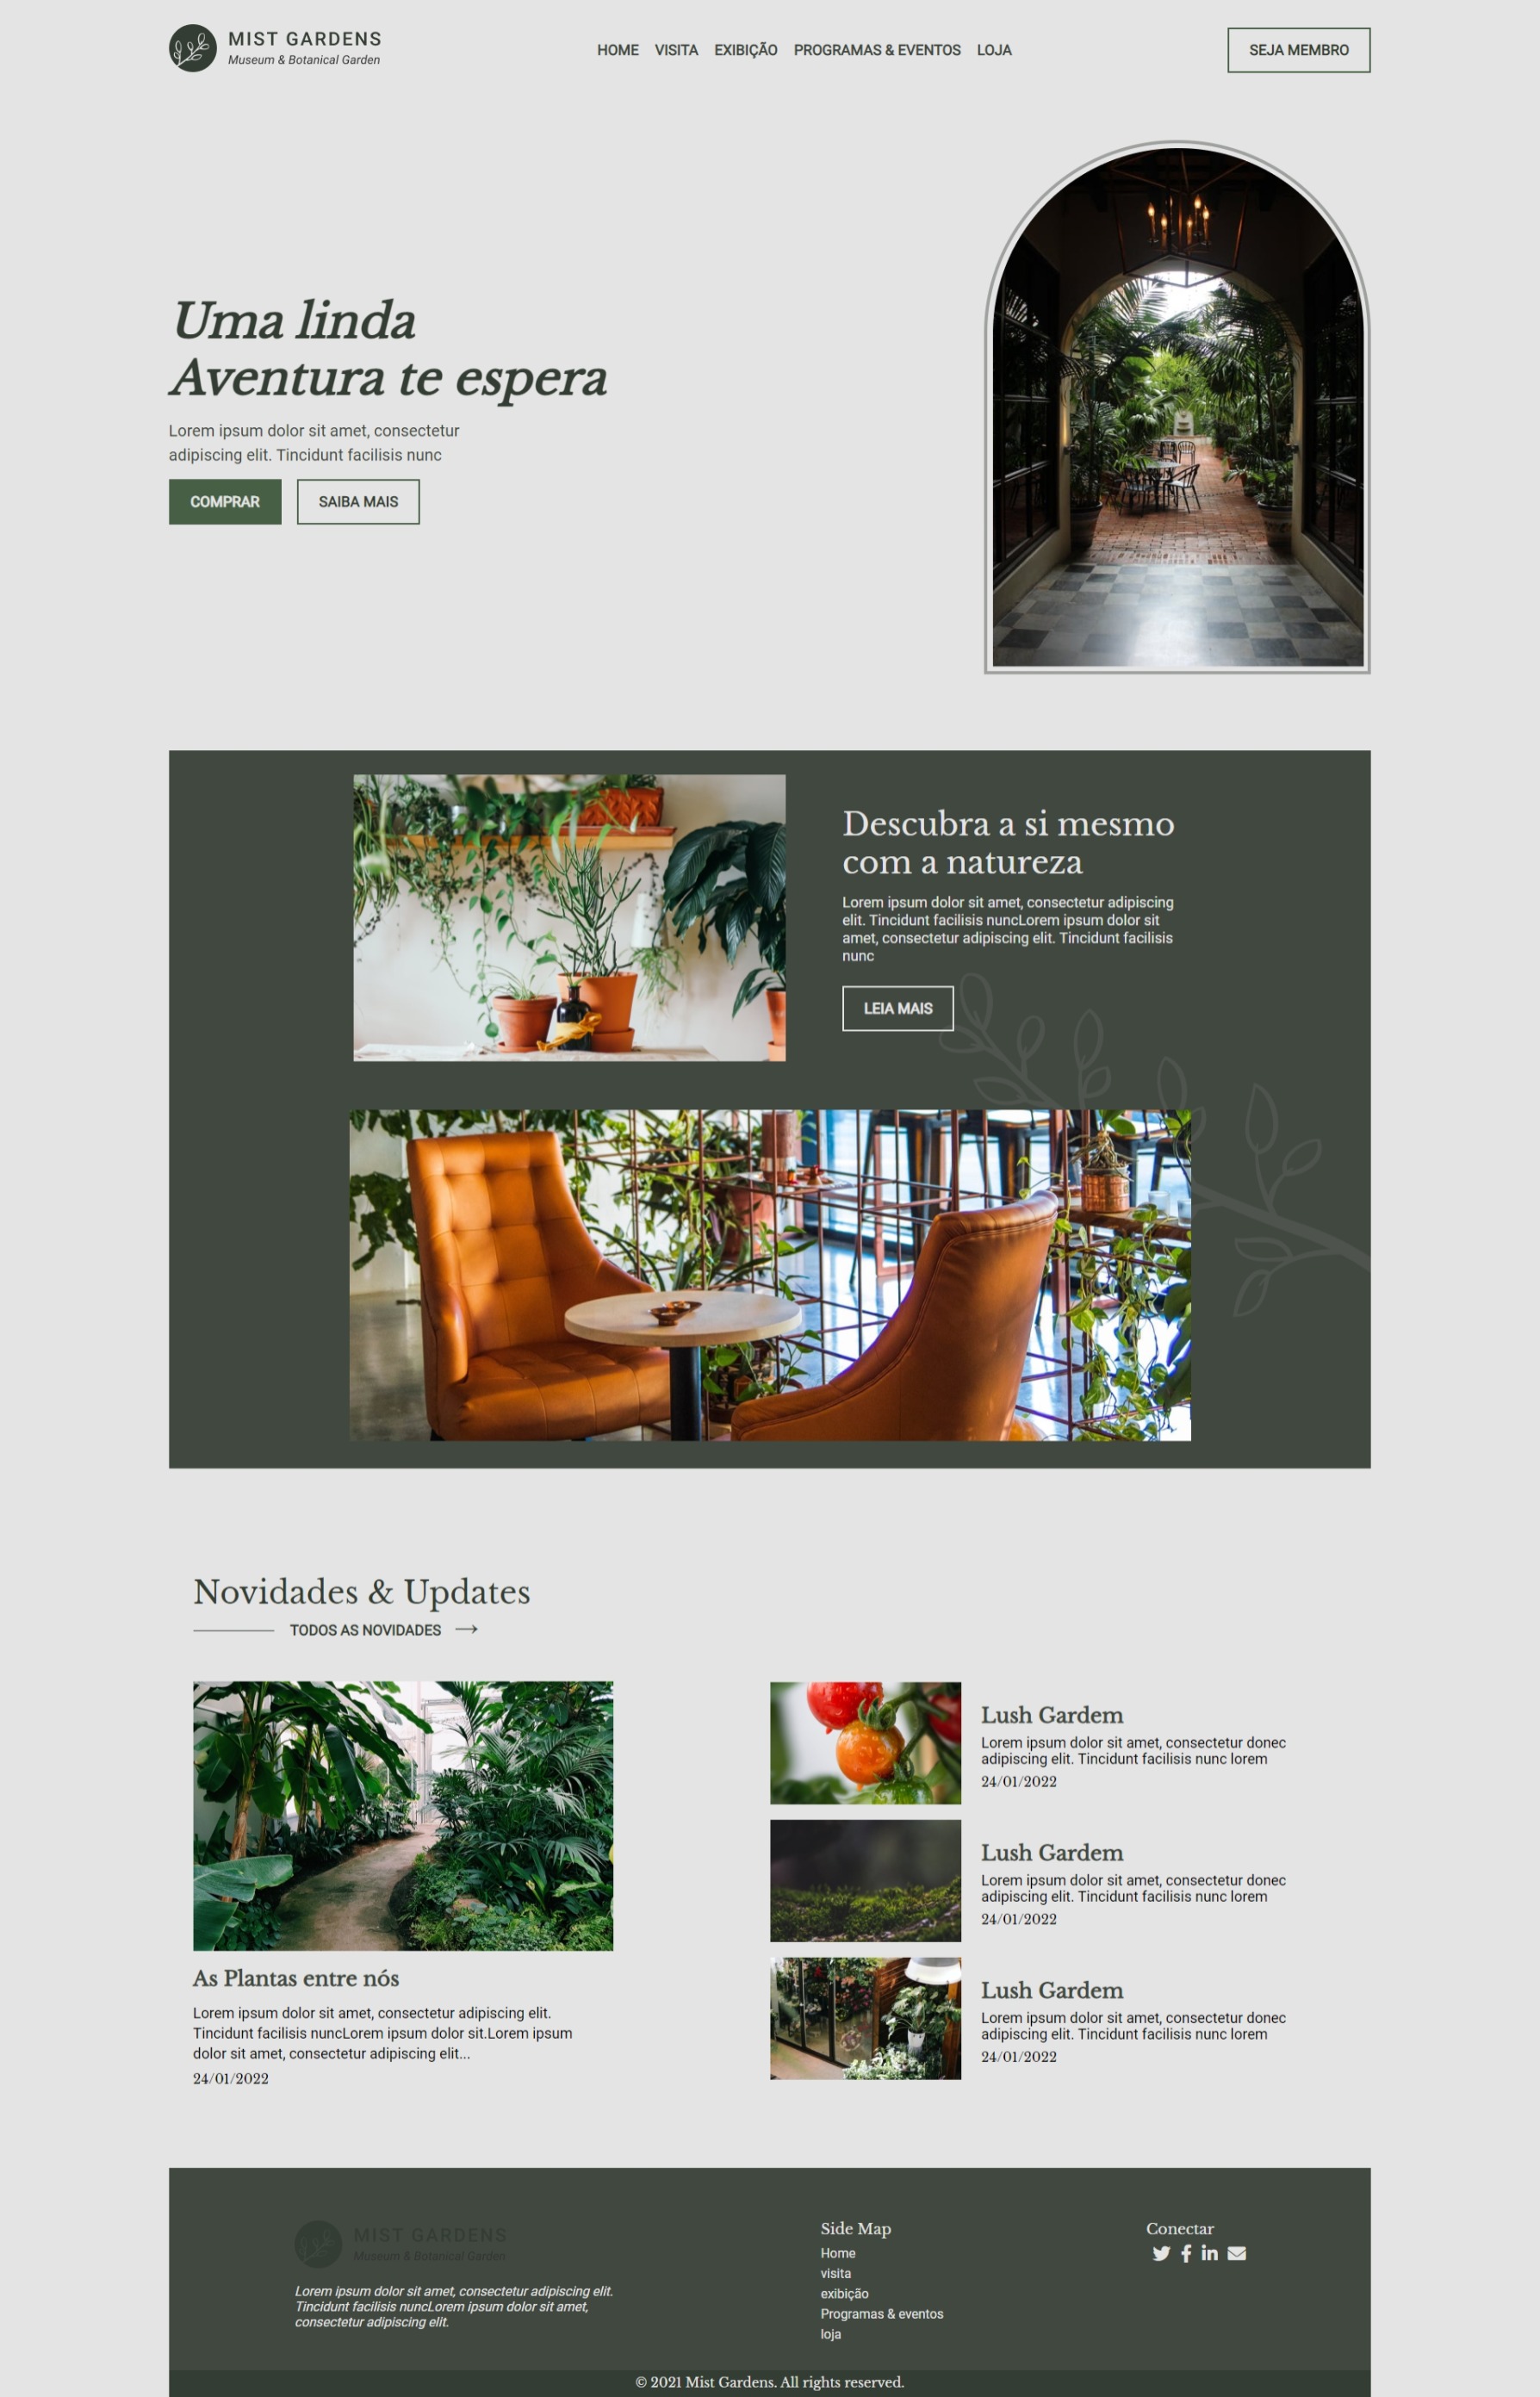 MIST GARDENS
Museum & Botanical Garden
HOME VISITA EXIBIÇÃO PROGRAMAS & EVENTOS LOJA
SEJA MEMBRO
Uma linda
Aventura te espera
Lorem ipsum dolor sit amet, consectetur
adipiscing elit. Tincidunt facilisis nunc
COMPRAR
SAIBA MAIS
Descubra a si mesmo
com a natureza
Lorem ipsum dolor sit amet, consectetur adipiscing
elit. Tincidunt facilisis nuncLorem ipsum dolor sit
amet, consectetur adipiscing elit. Tincidunt facilisis
nunc
LEIA MAIS
Novidades & Updates
TODOS AS NOVIDADES
As Plantas entre nós
Lorem ipsum dolor sit amet, consectetur adipiscing elit.
Tincidunt facilisis nuncLorem ipsum dolor sit.Lorem ipsum
dolor sit amet, consectetur adipiscing elit...
24/01/2022
Lush Gardem
Lorem ipsum dolor sit amet, consectetur donec
adipiscing elit. Tincidunt facilisis nunc lorem
24/01/2022
Lush Gardem
Lorem ipsum dolor sit amet, consectetur donec
adipiscing elit. Tincidunt facilisis nunc lorem
24/01/2022
Lush Gardem
Lorem ipsum dolor sit amet, consectetur donec
adipiscing elit. Tincidunt facilisis nunc lorem
24/01/2022
MIST GARDENS
Museum & Botanical Garden
Lorem ipsum dolor sit amet, consectetur adipiscing elit.
Tincidunt facilisis nuncLorem ipsum dolor sit amet,
consectetur adipiscing elit.
Side Map
Home
visita
exibição
Programas & eventos
loja
Conectar
© 2021 Mist Gardens. All rights reserved.